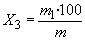 X₃ = m₁·100 / m